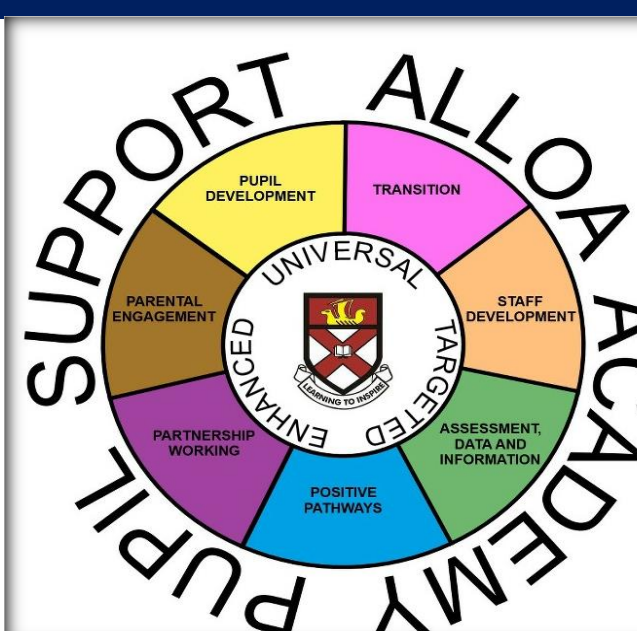 ALLOA ACADEMY PUPIL SUPPORT
TRANSITION
STAFF
DEVELOPMENT
ASSESSMENT,
DATA AND
INFORMATION
POSITIVE
PATHWAYS
PARTNERSHIP
WORKING
PARENTAL
ENGAGEMENT
PUPIL
DEVELOPMENT
UNIVERSAL
TARGETED
ENHANCED
LEARNING TO INSPIRE